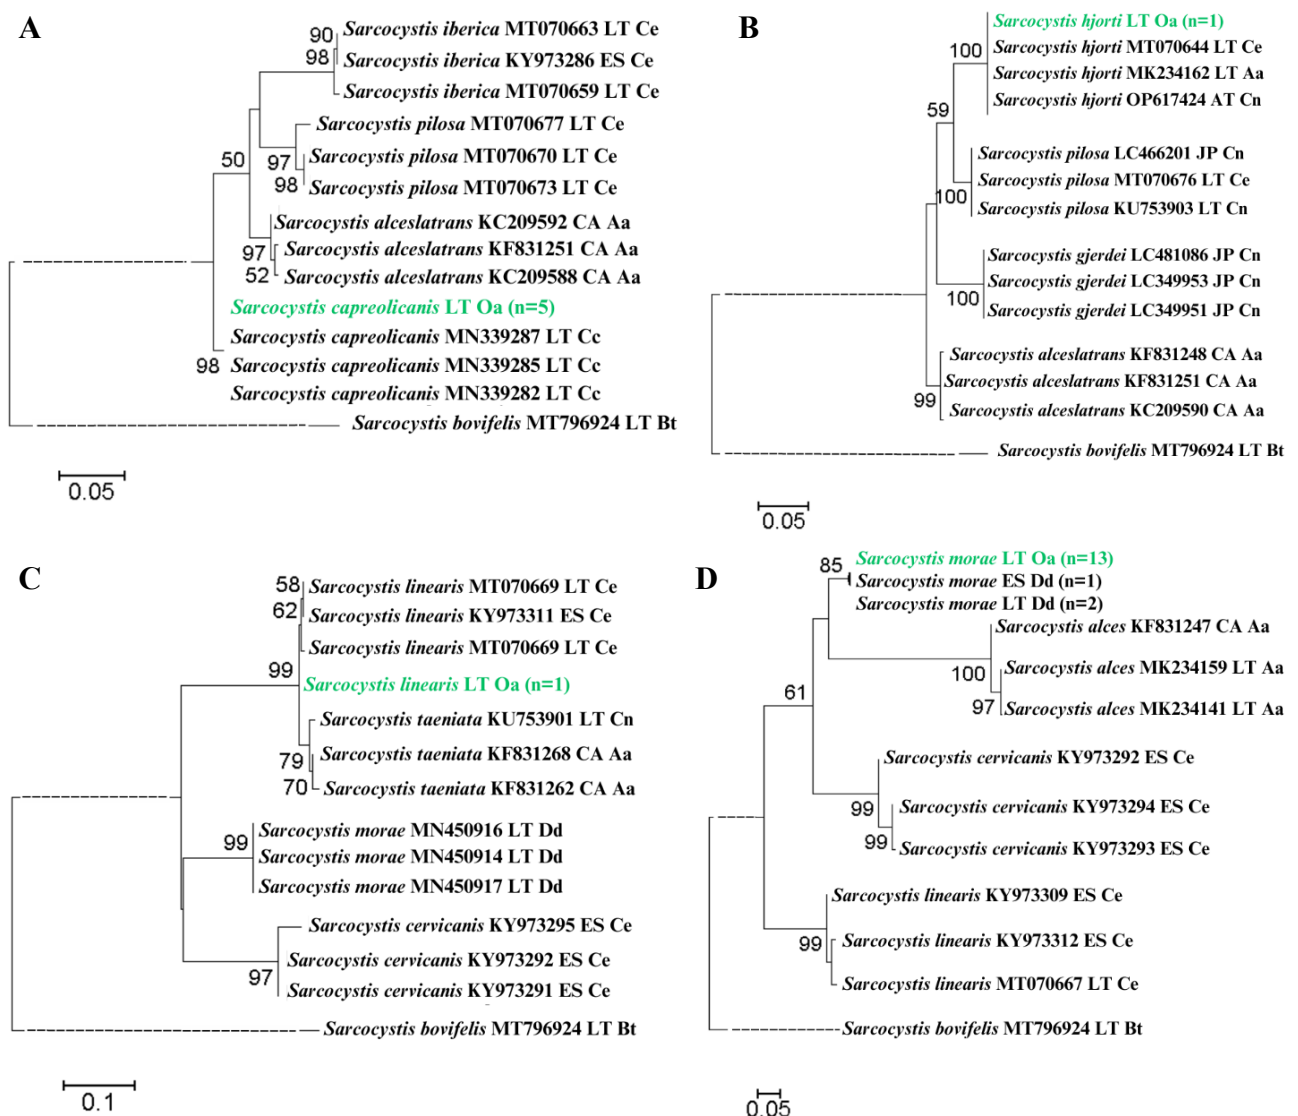 A
90
Sarcocystis iberica MT070663 LT Ce
98
Sarcocystis iberica KY973286 ES Ce
Sarcocystis iberica MT070659 LT Ce
Sarcocystis pilosa MT070677 LT Ce
50
97
Sarcocystis pilosa MT070670 LT Ce
98
Sarcocystis pilosa MT070673 LT Ce
Sarcocystis alceslatrans KC209592 CA Aa
97
Sarcocystis alceslatrans KF831251 CA Aa
52
Sarcocystis alceslatrans KC209588 CA Aa
Sarcocystis capreolicanis LT Oa (n=5)
Sarcocystis capreolicanis MN339287 LT Cc
98
Sarcocystis capreolicanis MN339285 LT Cc
Sarcocystis capreolicanis MN339282 LT Cc
Sarcocystis bovifelis MT796924 LT Bt
0.05
B
Sarcocystis hjorti LT Oa (n=1)
100
Sarcocystis hjorti MT070644 LT Ce
Sarcocystis hjorti MK234162 LT Aa
Sarcocystis hjorti OP617424 AT Cn
59
Sarcocystis pilosa LC466201 JP Cn
Sarcocystis pilosa MT070676 LT Ce
100
Sarcocystis pilosa KU753903 LT Cn
Sarcocystis gjerdei LC481086 JP Cn
Sarcocystis gjerdei LC349953 JP Cn
100
Sarcocystis gjerdei LC349951 JP Cn
Sarcocystis alceslatrans KF831248 CA Aa
Sarcocystis alceslatrans KF831251 CA Aa
99
Sarcocystis alceslatrans KC209590 CA Aa
Sarcocystis bovifelis MT796924 LT Bt
0.05
C
58
Sarcocystis linearis MT070669 LT Ce
62
Sarcocystis linearis KY973311 ES Ce
Sarcocystis linearis MT070669 LT Ce
99
Sarcocystis linearis LT Oa (n=1)
Sarcocystis taeniata KU753901 LT Cn
79
Sarcocystis taeniata KF831268 CA Aa
70
Sarcocystis taeniata KF831262 CA Aa
Sarcocystis morae MN450916 LT Dd
99
Sarcocystis morae MN450914 LT Dd
Sarcocystis morae MN450917 LT Dd
Sarcocystis cervicanis KY973295 ES Ce
Sarcocystis cervicanis KY973292 ES Ce
97
Sarcocystis cervicanis KY973291 ES Ce
Sarcocystis bovifelis MT796924 LT Bt
0.1
D
Sarcocystis morae LT Oa (n=13)
85
Sarcocystis morae ES Dd (n=1)
Sarcocystis morae LT Dd (n=2)
Sarcocystis alces KF831247 CA Aa
100
Sarcocystis alces MK234159 LT Aa
61
97
Sarcocystis alces MK234141 LT Aa
Sarcocystis cervicanis KY973292 ES Ce
99
Sarcocystis cervicanis KY973294 ES Ce
99
Sarcocystis cervicanis KY973293 ES Ce
Sarcocystis linearis KY973309 ES Ce
99
Sarcocystis linearis KY973312 ES Ce
Sarcocystis linearis MT070667 LT Ce
Sarcocystis bovifelis MT796924 LT Bt
0.05